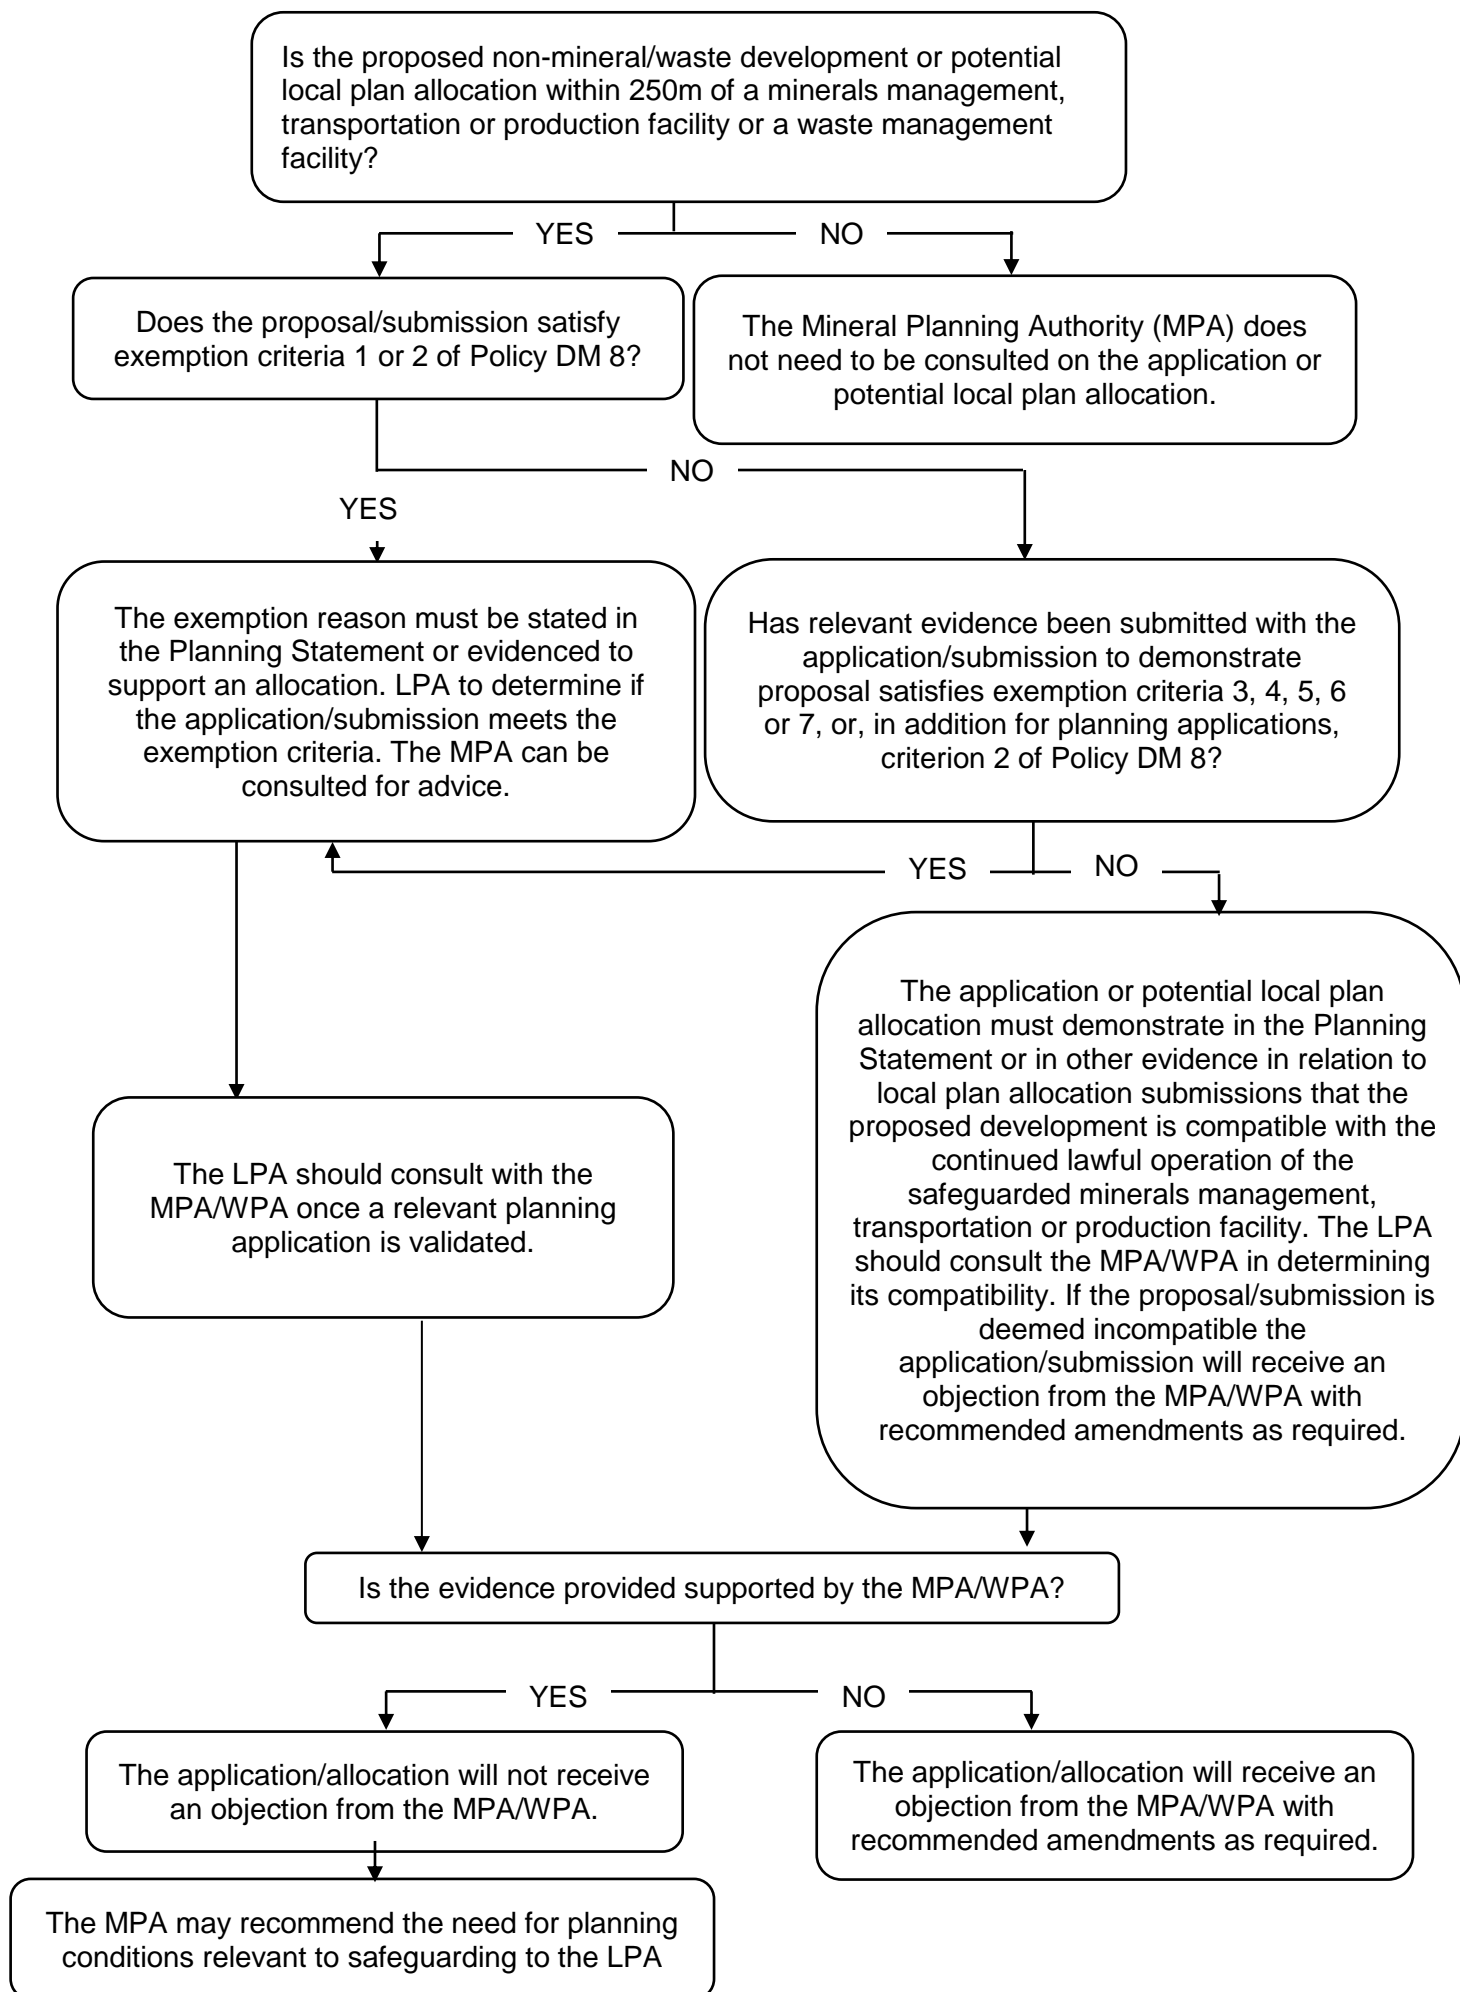 Is the proposed non-mineral/waste development or potential
local plan allocation within 250m of a minerals management,
transportation or production facility or a waste management
facility?
YES
NO
Does the proposal/submission satisfy
exemption criteria 1 or 2 of Policy DM 8?
The Mineral Planning Authority (MPA) does
not need to be consulted on the application or
potential local plan allocation.
NO
YES
The exemption reason must be stated in
the Planning Statement or evidenced to
support an allocation. LPA to determine if
the application/submission meets the
exemption criteria. The MPA can be
consulted for advice.
Has relevant evidence been submitted with the
application/submission to demonstrate
proposal satisfies exemption criteria 3, 4, 5, 6
or 7, or, in addition for planning applications,
criterion 2 of Policy DM 8?
YES
NO
The application or potential local plan
allocation must demonstrate in the Planning
Statement or in other evidence in relation to
local plan allocation submissions that the
proposed development is compatible with the
continued lawful operation of the
safeguarded minerals management,
transportation or production facility. The LPA
should consult the MPA/WPA in determining
its compatibility. If the proposal/submission is
deemed incompatible the
application/submission will receive an
objection from the MPA/WPA with
recommended amendments as required.
The LPA should consult with the
MPA/WPA once a relevant planning
application is validated.
Is the evidence provided supported by the MPA/WPA?
YES
NO
The application/allocation will not receive
an objection from the MPA/WPA.
The application/allocation will receive an
objection from the MPA/WPA with
recommended amendments as required.
The MPA may recommend the need for planning
conditions relevant to safeguarding to the LPA